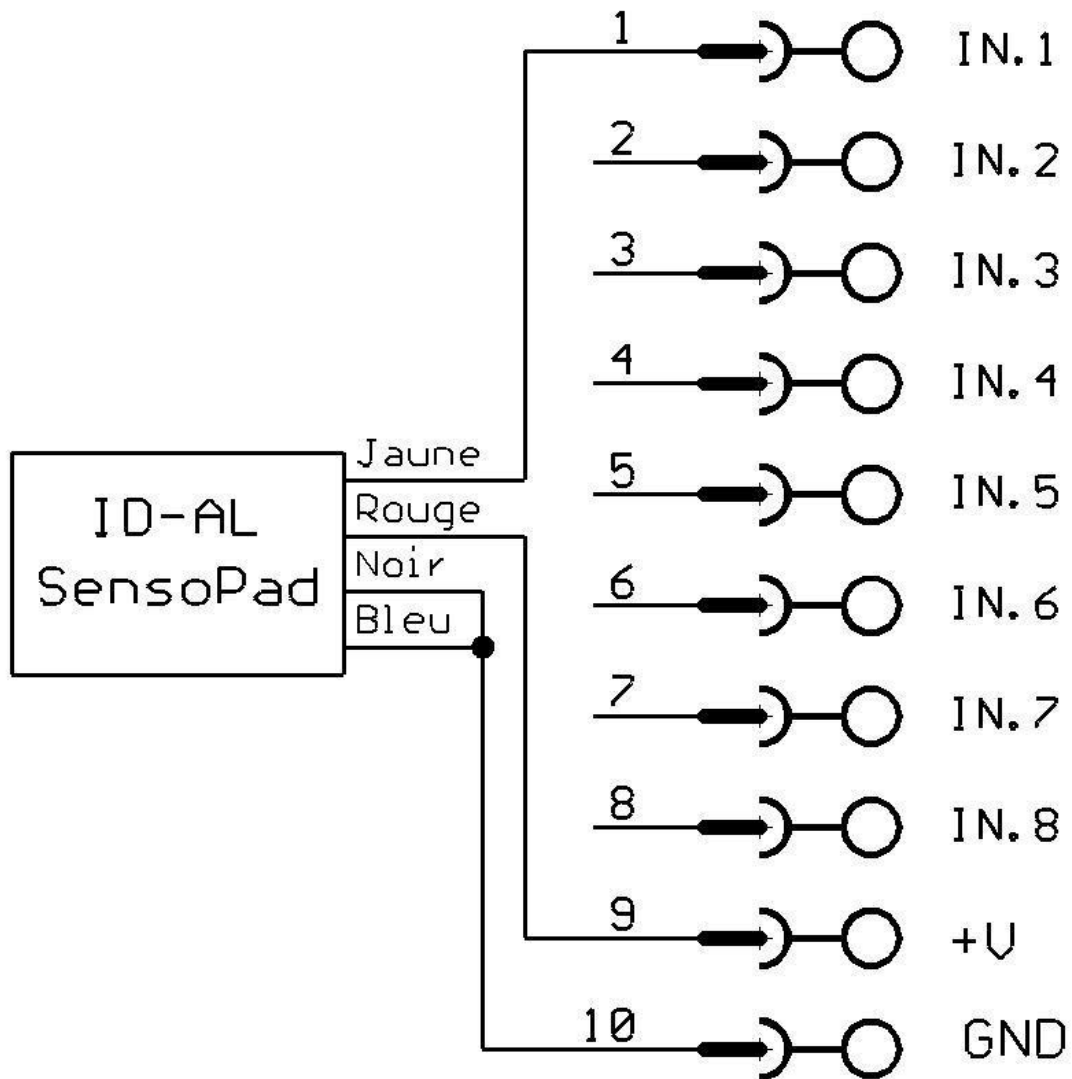 1 IN.1
2 IN.2
3 IN.3
4 IN.4
Jaune
5 IN.5
ID-AL
Rouge
Noir
SensoPad
6 IN.6
Bleu
7 IN.7
8 IN.8
9 +V
10 GND